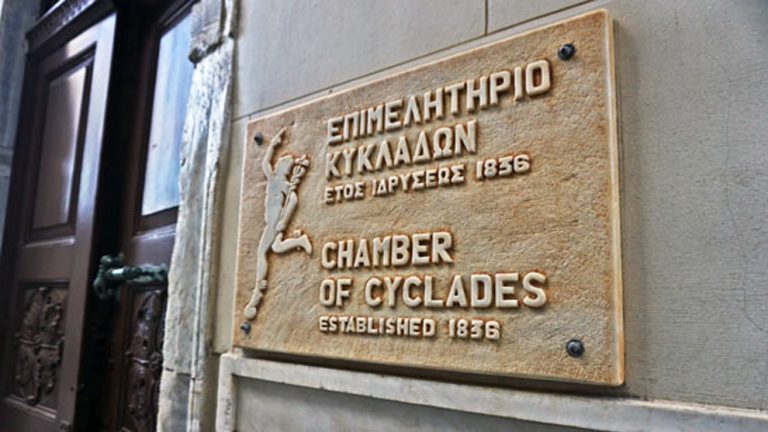 ΕΠΙΜΕΛΗΤΗΡΙΟ
ΚΥΚΛΑΔΩΝ
ΕΤΟΣ ΙΔΡΥΣΕΩΣ 1836
CHAMBER
OF CYCLADES
ESTABLISHED 1836